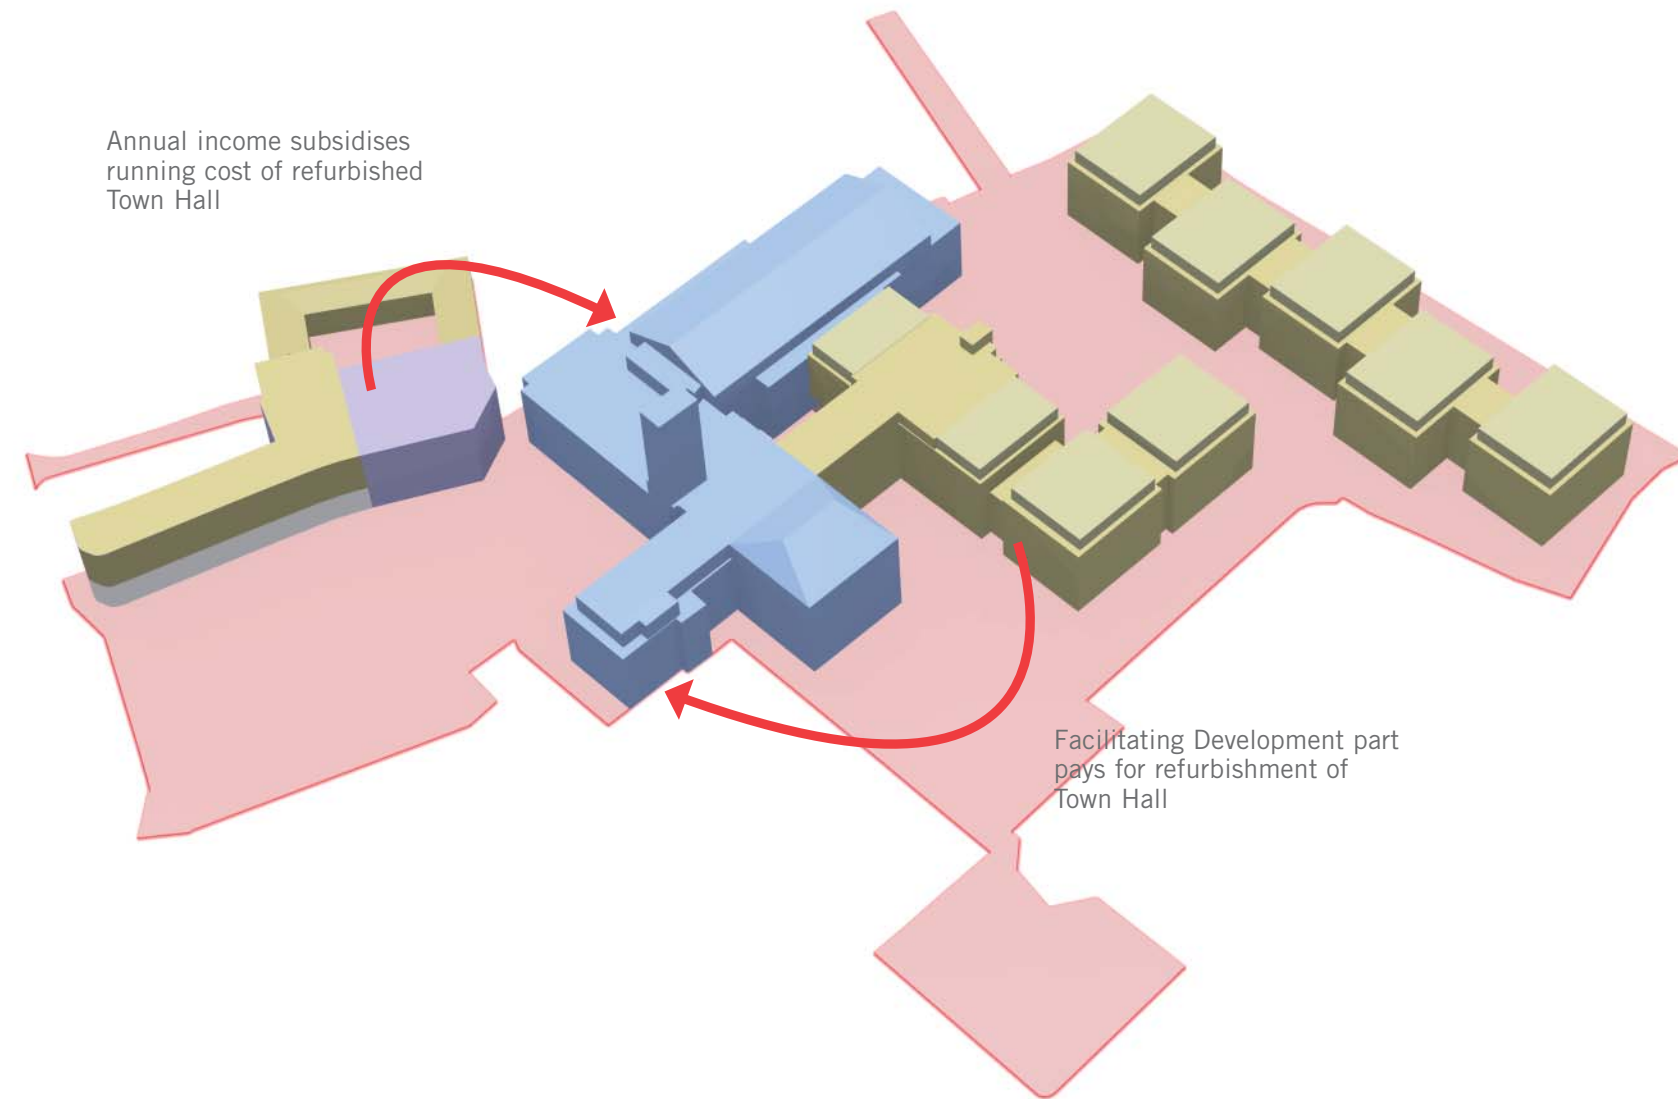 Annual income subsidises
running cost of refurbished
Town Hall
Facilitating Development part
pays for refurbishment of
Town Hall